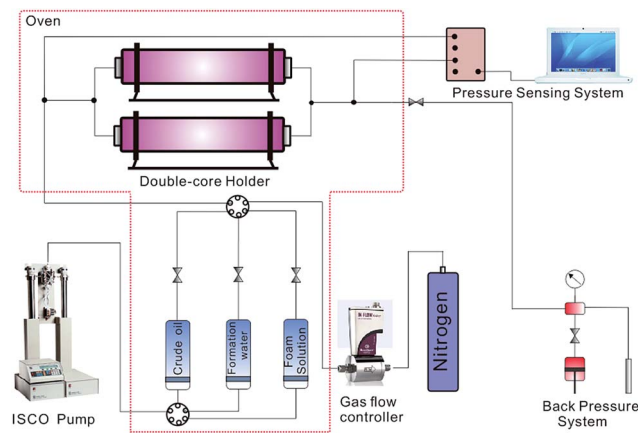 Oven
Pressure Sensing System
Double-core Holder
Crude oil
Formation
water
Foam
Solution
Nitrogen
ISCO Pump
Gas flow
controller
Back Pressure
System